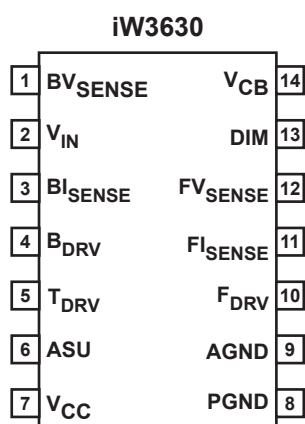 iW3630
1 BVSENSE VCB 14
2 VIN DIM 13
3 BISENSE FVSENSE 12
4 BDRV FISENSE 11
5 TDRV FDRV 10
6 ASU AGND 9
7 VCC PGND 8